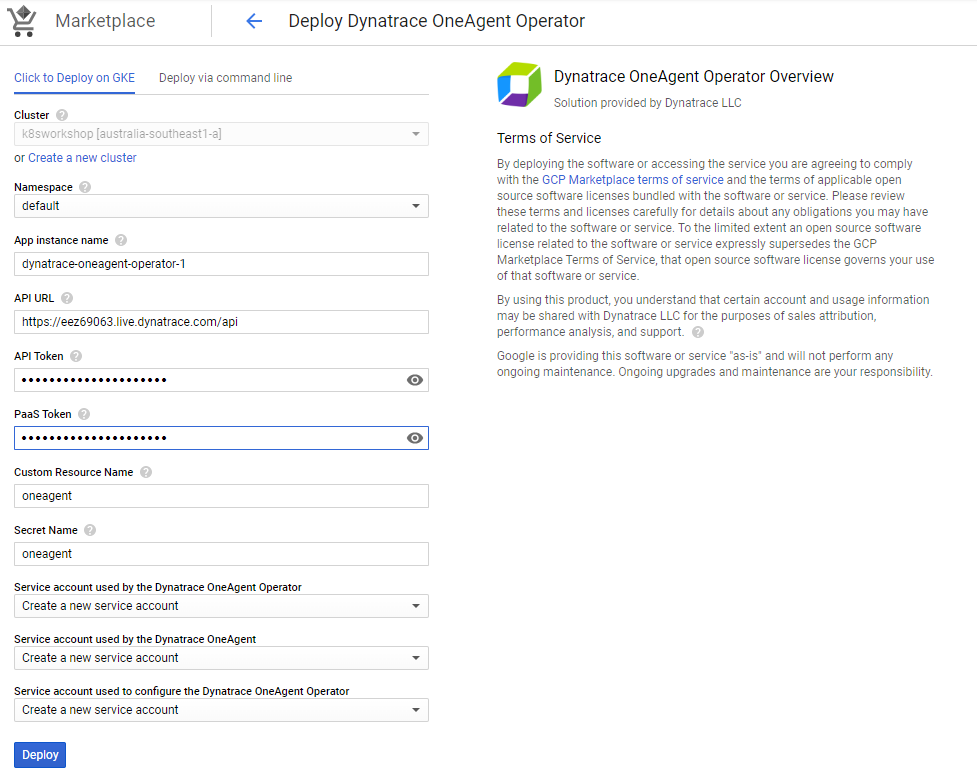 Marketplace
Deploy Dynatrace OneAgent Operator
Click to Deploy on GKE
Deploy via command line
Cluster
k8sworkshop [australia-southeast1-a]
or Create a new cluster
Namespace
default
App instance name
dynatrace-oneagent-operator-1
API URL
https://eez69063.live.dynatrace.com/api
API Token
•••••••••••••••••••••
PaaS Token
•••••••••••••••••••••
Custom Resource Name
oneagent
Secret Name
oneagent
Service account used by the Dynatrace OneAgent Operator
Create a new service account
Service account used by the Dynatrace OneAgent
Create a new service account
Service account used to configure the Dynatrace OneAgent Operator
Create a new service account
Deploy
Dynatrace OneAgent Operator Overview
Solution provided by Dynatrace LLC
Terms of Service
By deploying the software or accessing the service you are agreeing to comply
with the GCP Marketplace terms of service and the terms of applicable open
source software licenses bundled with the software or service. Please review
these terms and licenses carefully for details about any obligations you may have
related to the software or service. To the limited extent an open source software
license related to the software or service expressly supersedes the GCP
Marketplace Terms of Service, that open source software license governs your use
of that software or service.
By using this product, you understand that certain account and usage information
may be shared with Dynatrace LLC for the purposes of sales attribution,
performance analysis, and support.
Google is providing this software or service "as-is" and will not perform any
ongoing maintenance. Ongoing upgrades and maintenance are your responsibility.